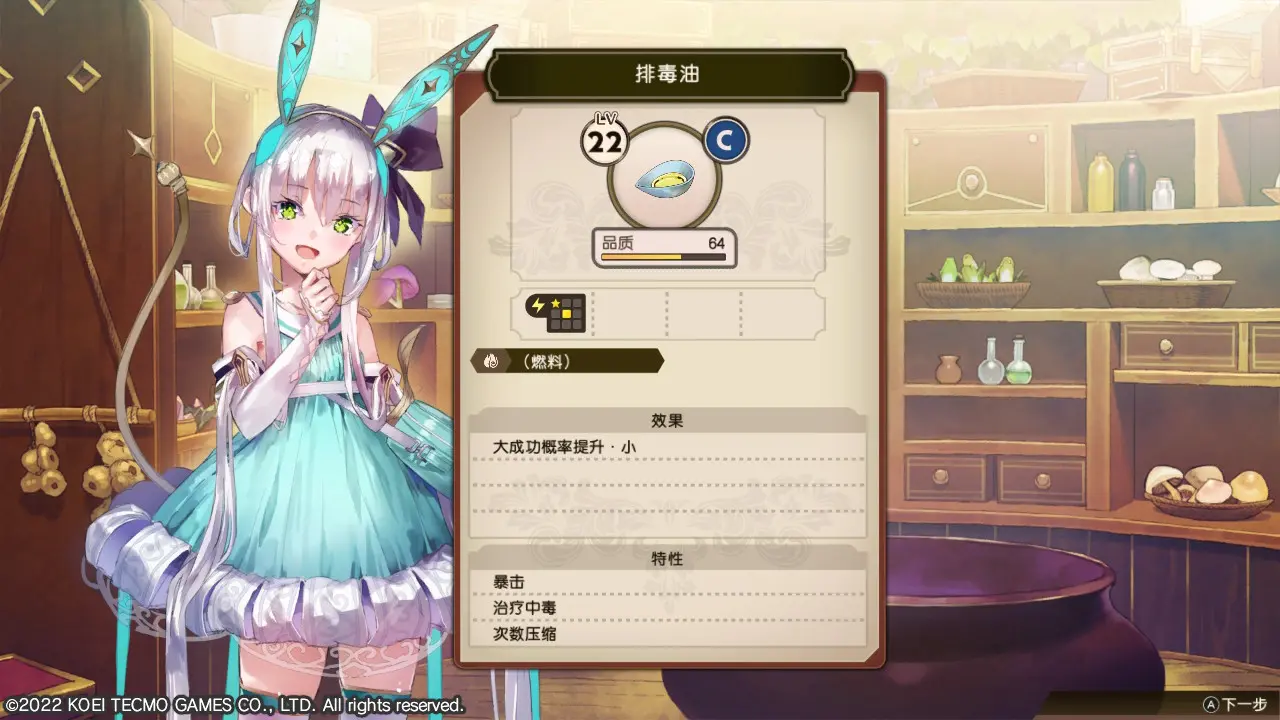 排毒油
LV
22
C
品质 64
（燃料）
效果
大成功概率提升·小
特性
暴击
治疗中毒
次数压缩
©2022 KOEI TECMO GAMES CO., LTD. All rights reserved.
Ⓐ下一步